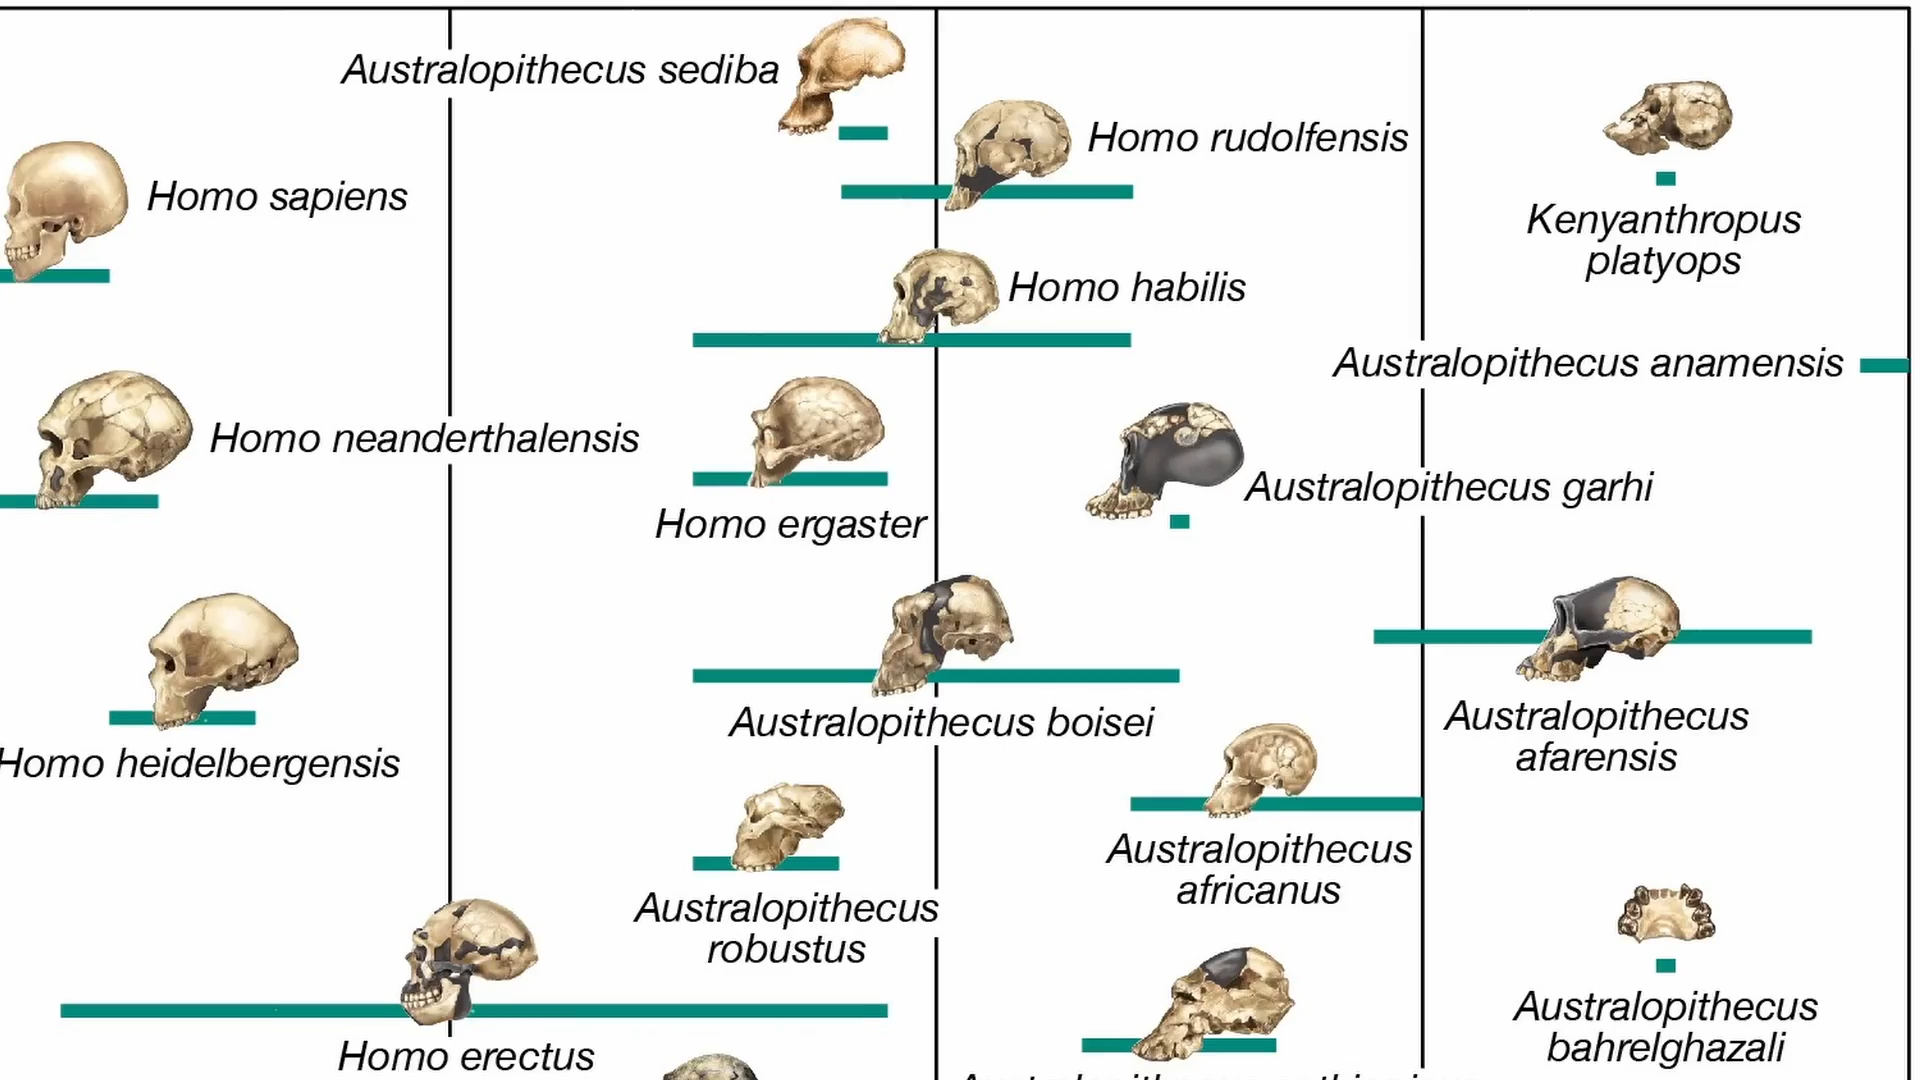 Australopithecus sediba
Homo rudolfensis
Homo sapiens
Kenyanthropus
platyops
Homo habilis
Australopithecus anamensis
Homo neanderthalensis
Australopithecus garhi
Homo ergaster
Australopithecus boisei
Australopithecus
afarensis
Homo heidelbergensis
Australopithecus
africanus
Australopithecus
robustus
Australopithecus
bahrelghazali
Homo erectus